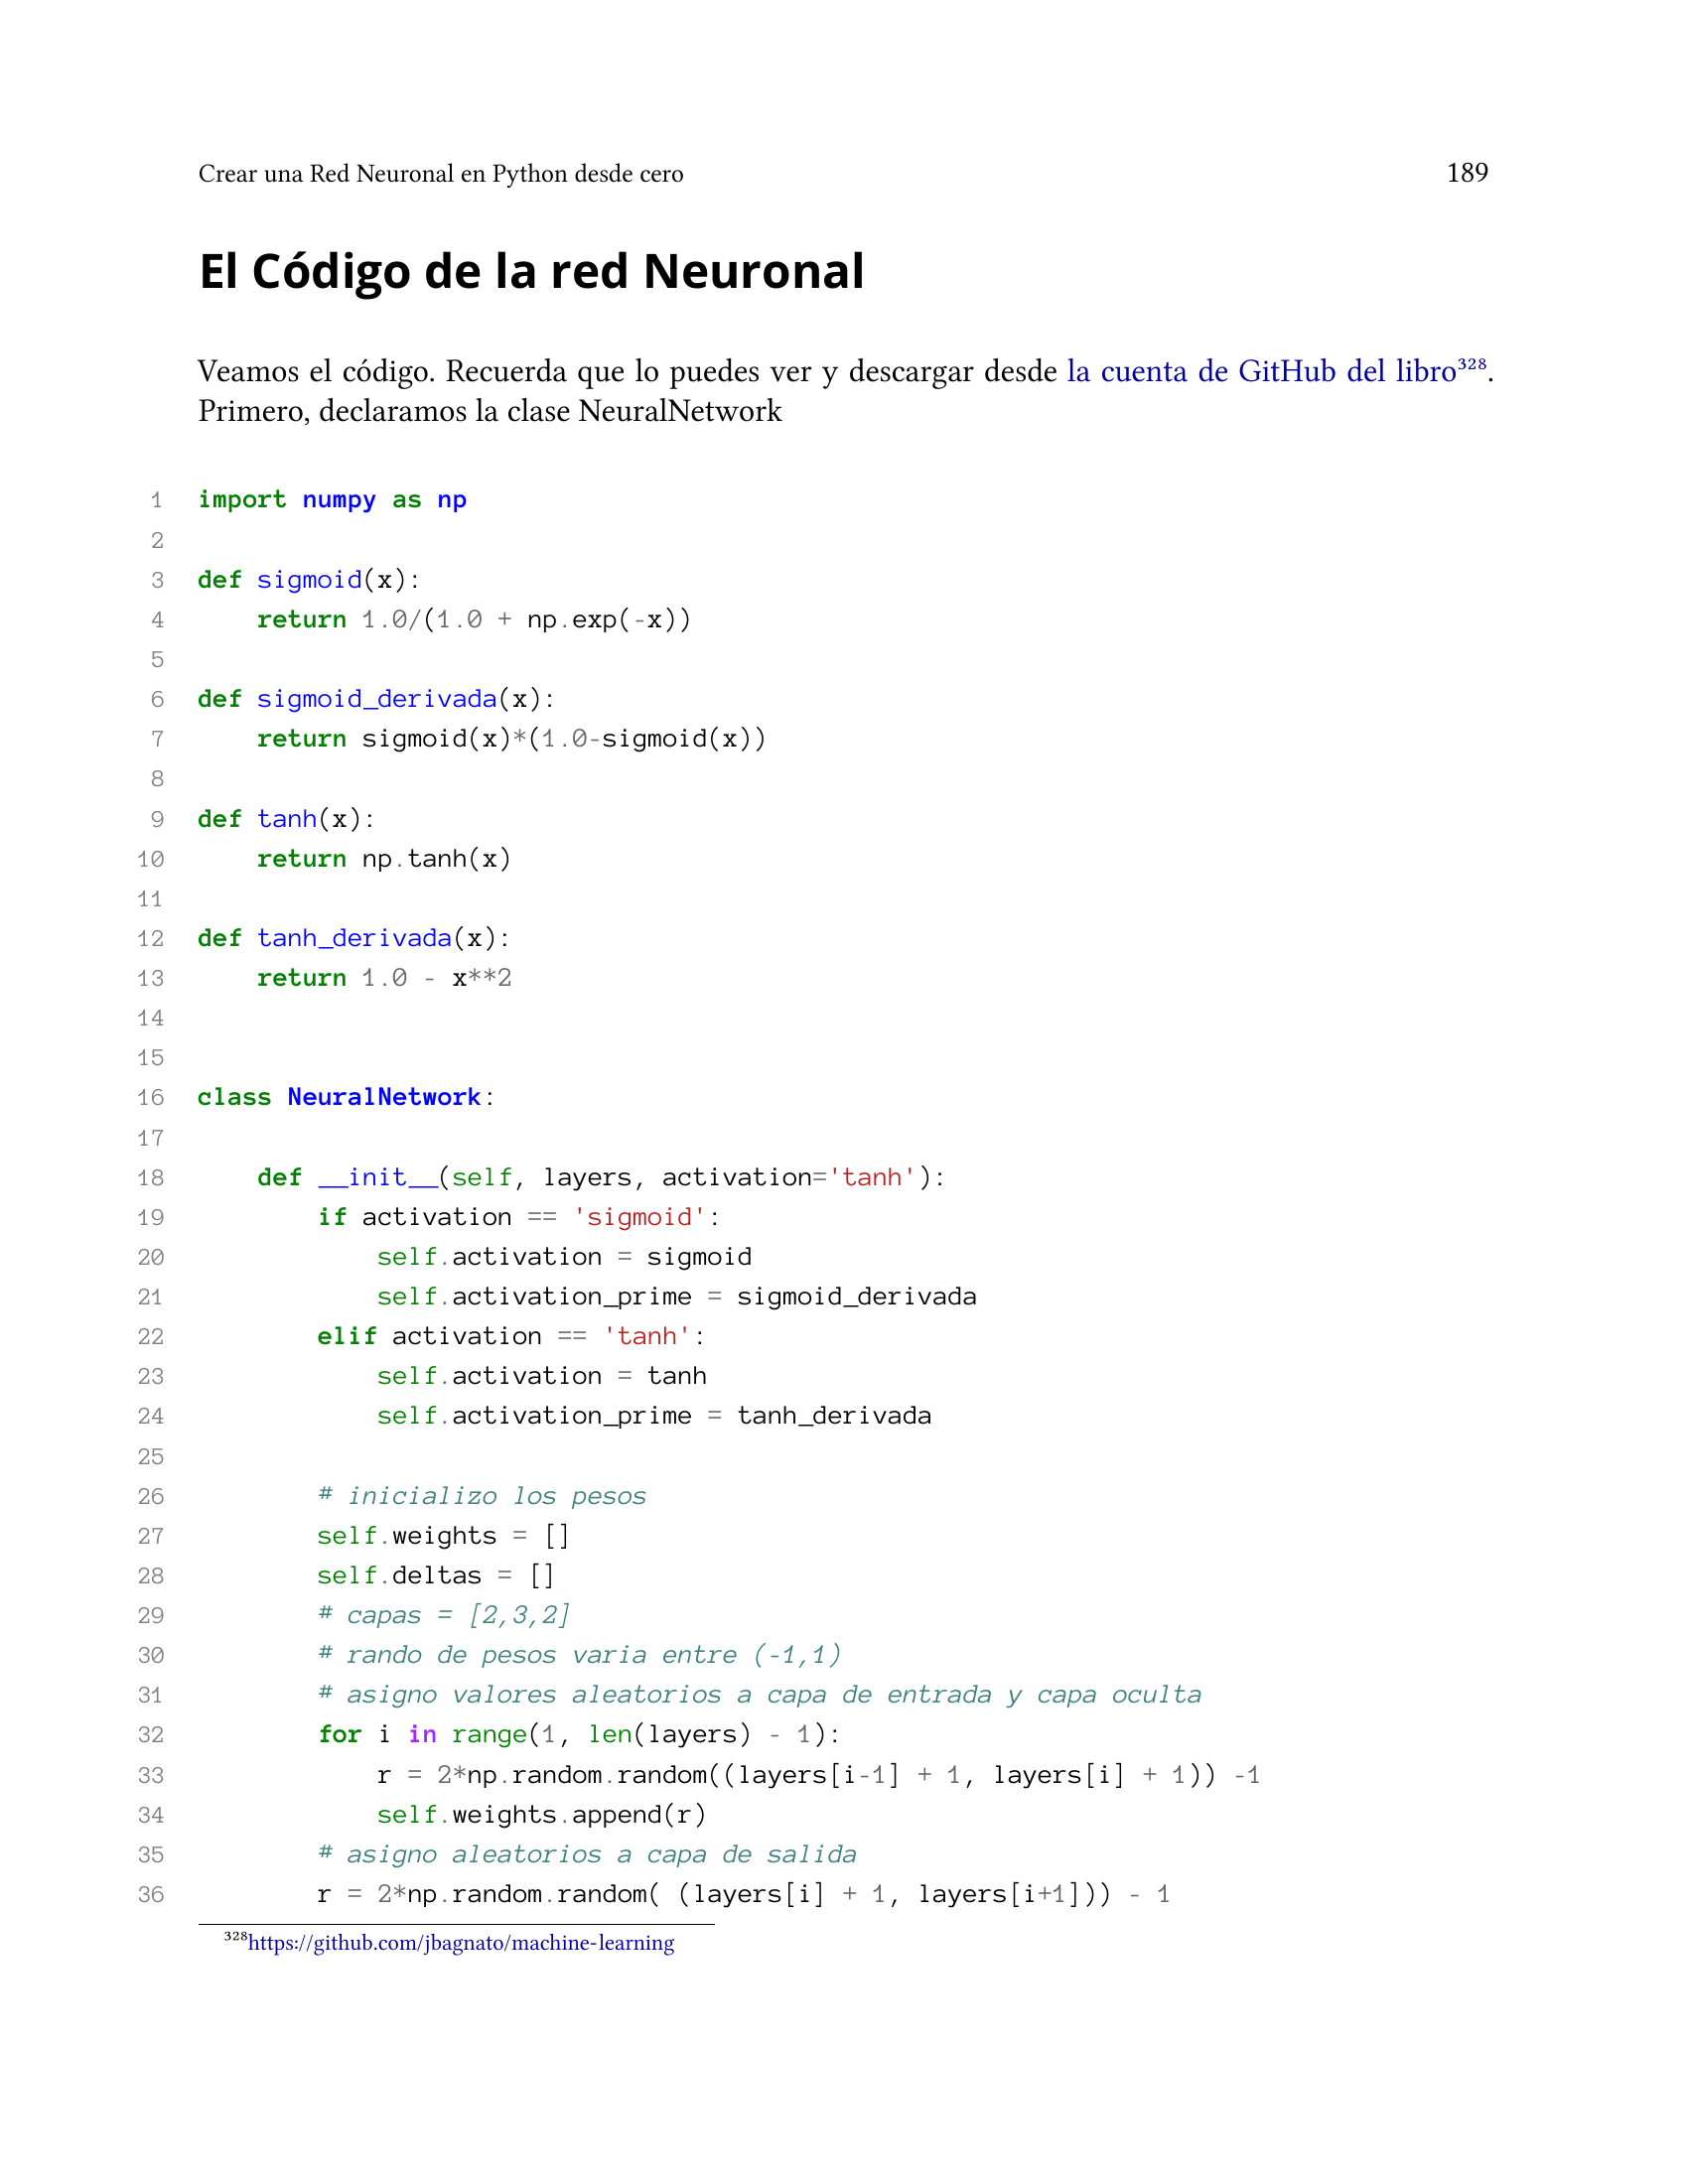 Crear una Red Neuronal en Python desde cero 189
El Código de la red Neuronal
Veamos el código. Recuerda que lo puedes ver y descargar desde la cuenta de GitHub del libro³²⁸.
Primero, declaramos la clase NeuralNetwork
1 import numpy as np
2
3 def sigmoid(x):
4     return 1.0/(1.0 + np.exp(-x))
5
6 def sigmoid_derivada(x):
7     return sigmoid(x)*(1.0-sigmoid(x))
8
9 def tanh(x):
10     return np.tanh(x)
11
12 def tanh_derivada(x):
13     return 1.0 - x**2
14
15
16 class NeuralNetwork:
17
18     def __init__(self, layers, activation='tanh'):
19         if activation == 'sigmoid':
20             self.activation = sigmoid
21             self.activation_prime = sigmoid_derivada
22         elif activation == 'tanh':
23             self.activation = tanh
24             self.activation_prime = tanh_derivada
25
26         # inicializo los pesos
27         self.weights = []
28         self.deltas = []
29         # capas = [2,3,2]
30         # rando de pesos varia entre (-1,1)
31         # asigno valores aleatorios a capa de entrada y capa oculta
32         for i in range(1, len(layers) - 1):
33             r = 2*np.random.random((layers[i-1] + 1, layers[i] + 1)) -1
34             self.weights.append(r)
35         # asigno aleatorios a capa de salida
36         r = 2*np.random.random( (layers[i] + 1, layers[i+1])) - 1
³²⁸https://github.com/jbagnato/machine-learning